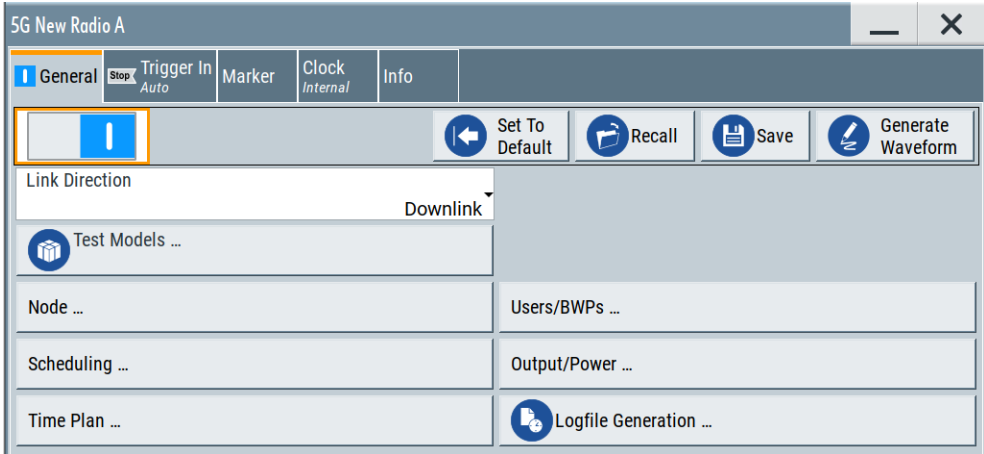 5G New Radio A
General
Stop
Trigger In
Auto
Marker
Clock
Internal
Info
Set To
Default
Recall
Save
Generate
Waveform
Link Direction
Downlink
Test Models ...
Node ...
Users/BWPs ...
Scheduling ...
Output/Power ...
Time Plan ...
Logfile Generation ...